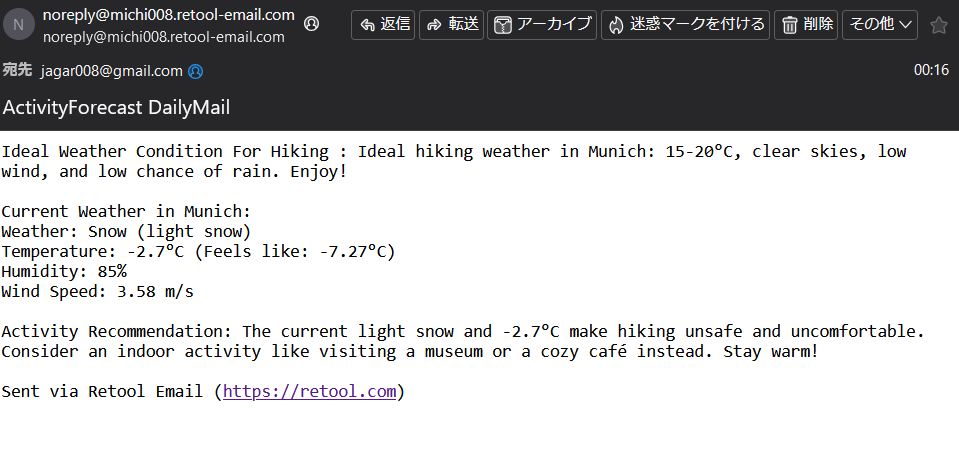 N
noreply@michi008.retool-email.com
noreply@michi008.retool-email.com
返信
転送
アーカイブ
迷惑マークを付ける
削除
その他
宛先 jagar008@gmail.com
00:16
ActivityForecast DailyMail
Ideal Weather Condition For Hiking : Ideal hiking weather in Munich: 15-20ºC, clear skies, low
wind, and low chance of rain. Enjoy!
Current Weather in Munich:
Weather: Snow (light snow)
Temperature: -2.7ºC (Feels like: -7.27ºC)
Humidity: 85%
Wind Speed: 3.58 m/s
Activity Recommendation: The current light snow and -2.7ºC make hiking unsafe and uncomfortable.
Consider an indoor activity like visiting a museum or a cozy café instead. Stay warm!
Sent via Retool Email (https://retool.com)